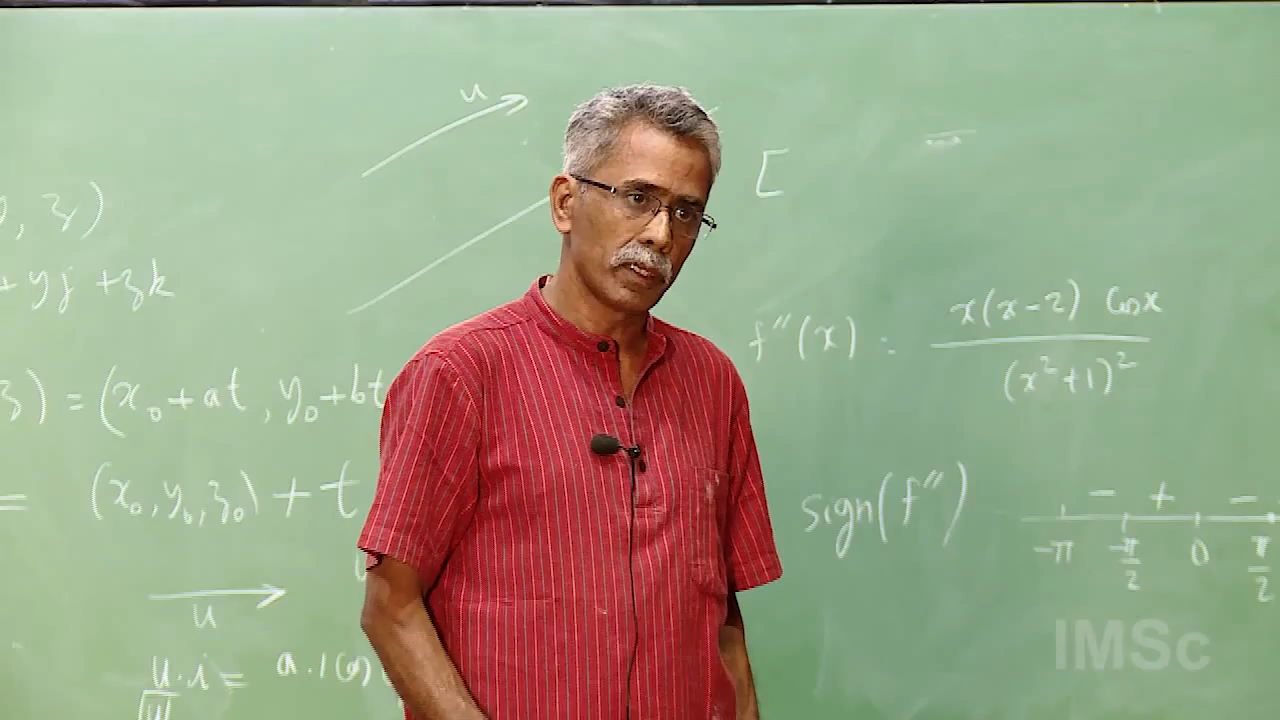 u
, z)
+ yj + zk
[
f''(x) : x(x-2) cos x / (x² + 1)²
z) = (x₀ + at, y₀ + bt
= (x₀, y₀, z₀) + t
sign(f'') - + -
-π -π/2 0 π/2
u
u · i = a . 1 cos
|u|
IMSc